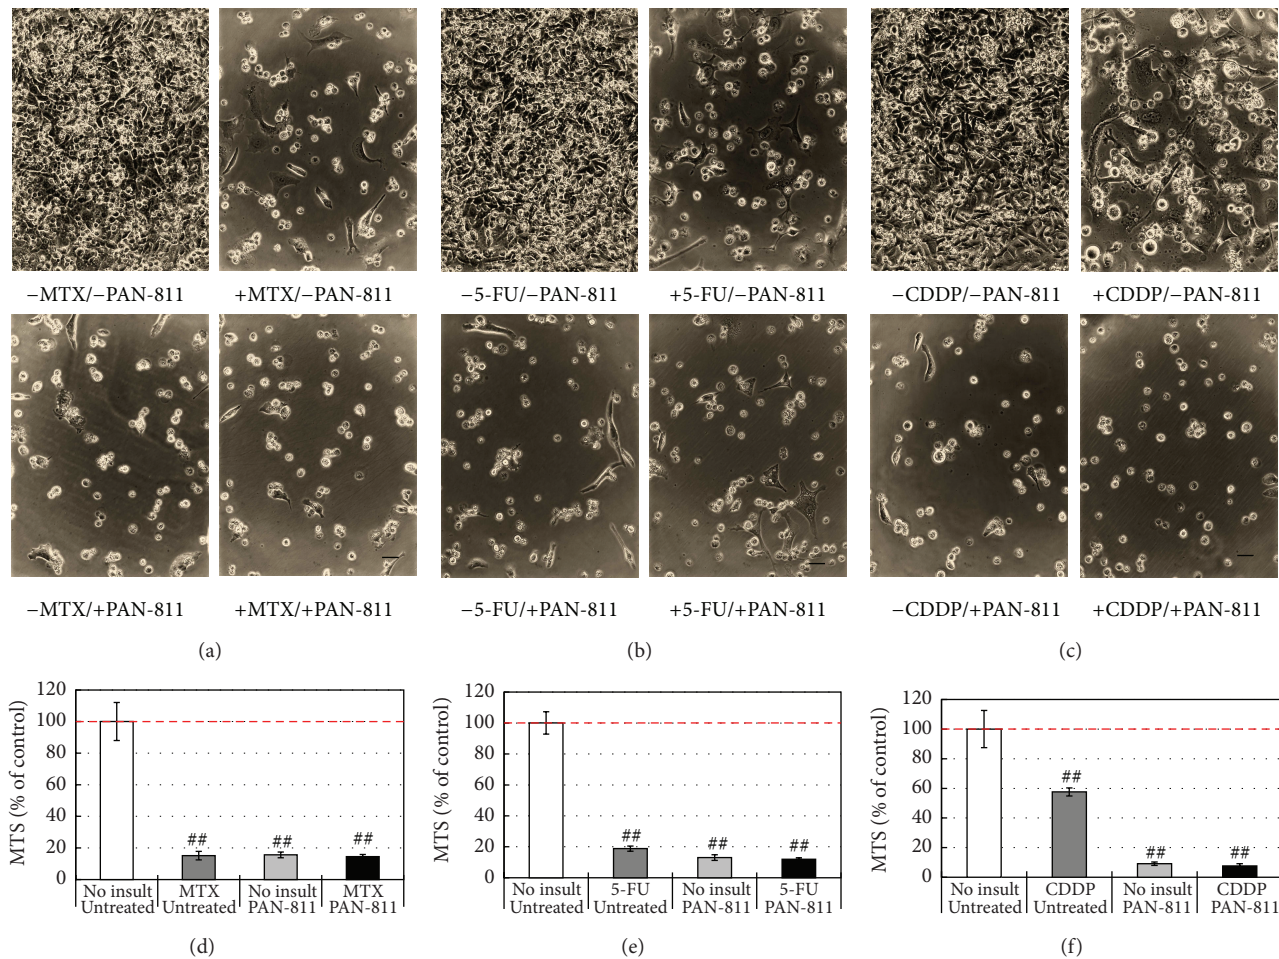 −MTX/−PAN-811 +MTX/−PAN-811 −5-FU/−PAN-811 +5-FU/−PAN-811 −CDDP/−PAN-811 +CDDP/−PAN-811
−MTX/+PAN-811 +MTX/+PAN-811 −5-FU/+PAN-811 +5-FU/+PAN-811 −CDDP/+PAN-811 +CDDP/+PAN-811
(a) (b) (c)
MTS (% of control)
120
100
80
60
40
20
0
## ## ##
No insult MTX No insult MTX
Untreated Untreated PAN-811 PAN-811
(d)
MTS (% of control)
120
100
80
60
40
20
0
## ## ##
No insult 5-FU No insult 5-FU
Untreated Untreated PAN-811 PAN-811
(e)
MTS (% of control)
120
100
80
60
40
20
0
## ## ##
No insult CDDP No insult CDDP
Untreated Untreated PAN-811 PAN-811
(f)